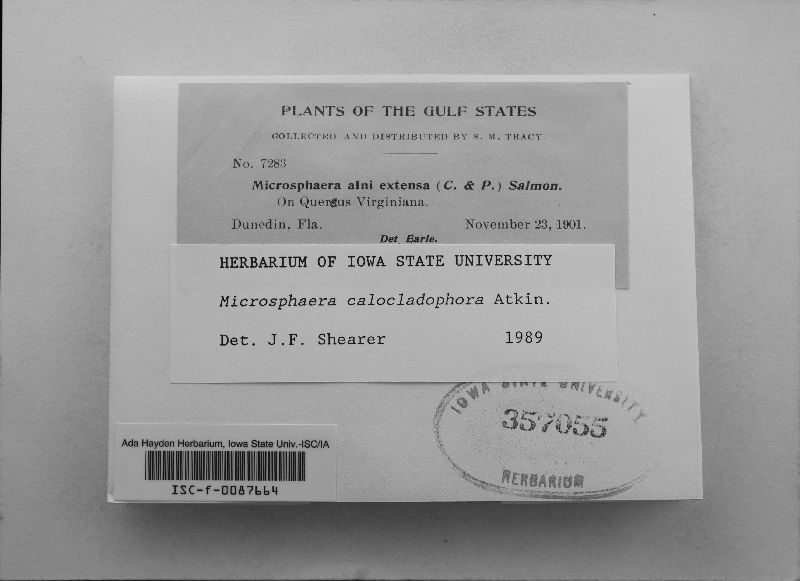 PLANTS OF THE GULF STATES
COLLECTED AND DISTRIBUTED BY S. M. TRACY.
No. 7283
Microsphaera alni extensa (C. & P.) Salmon.
On Quergus Virginiana.
Dunedin, Fla. November 23, 1901.
Det. Earle.
HERBARIUM OF IOWA STATE UNIVERSITY
Microsphaera calocladophora Atkin.
Det. J.F. Shearer 1989
IOWA STATE UNIVERSITY
357055
HERBARIUM
Ada Hayden Herbarium, Iowa State Univ.-ISC/IA
ISC-f-0087664